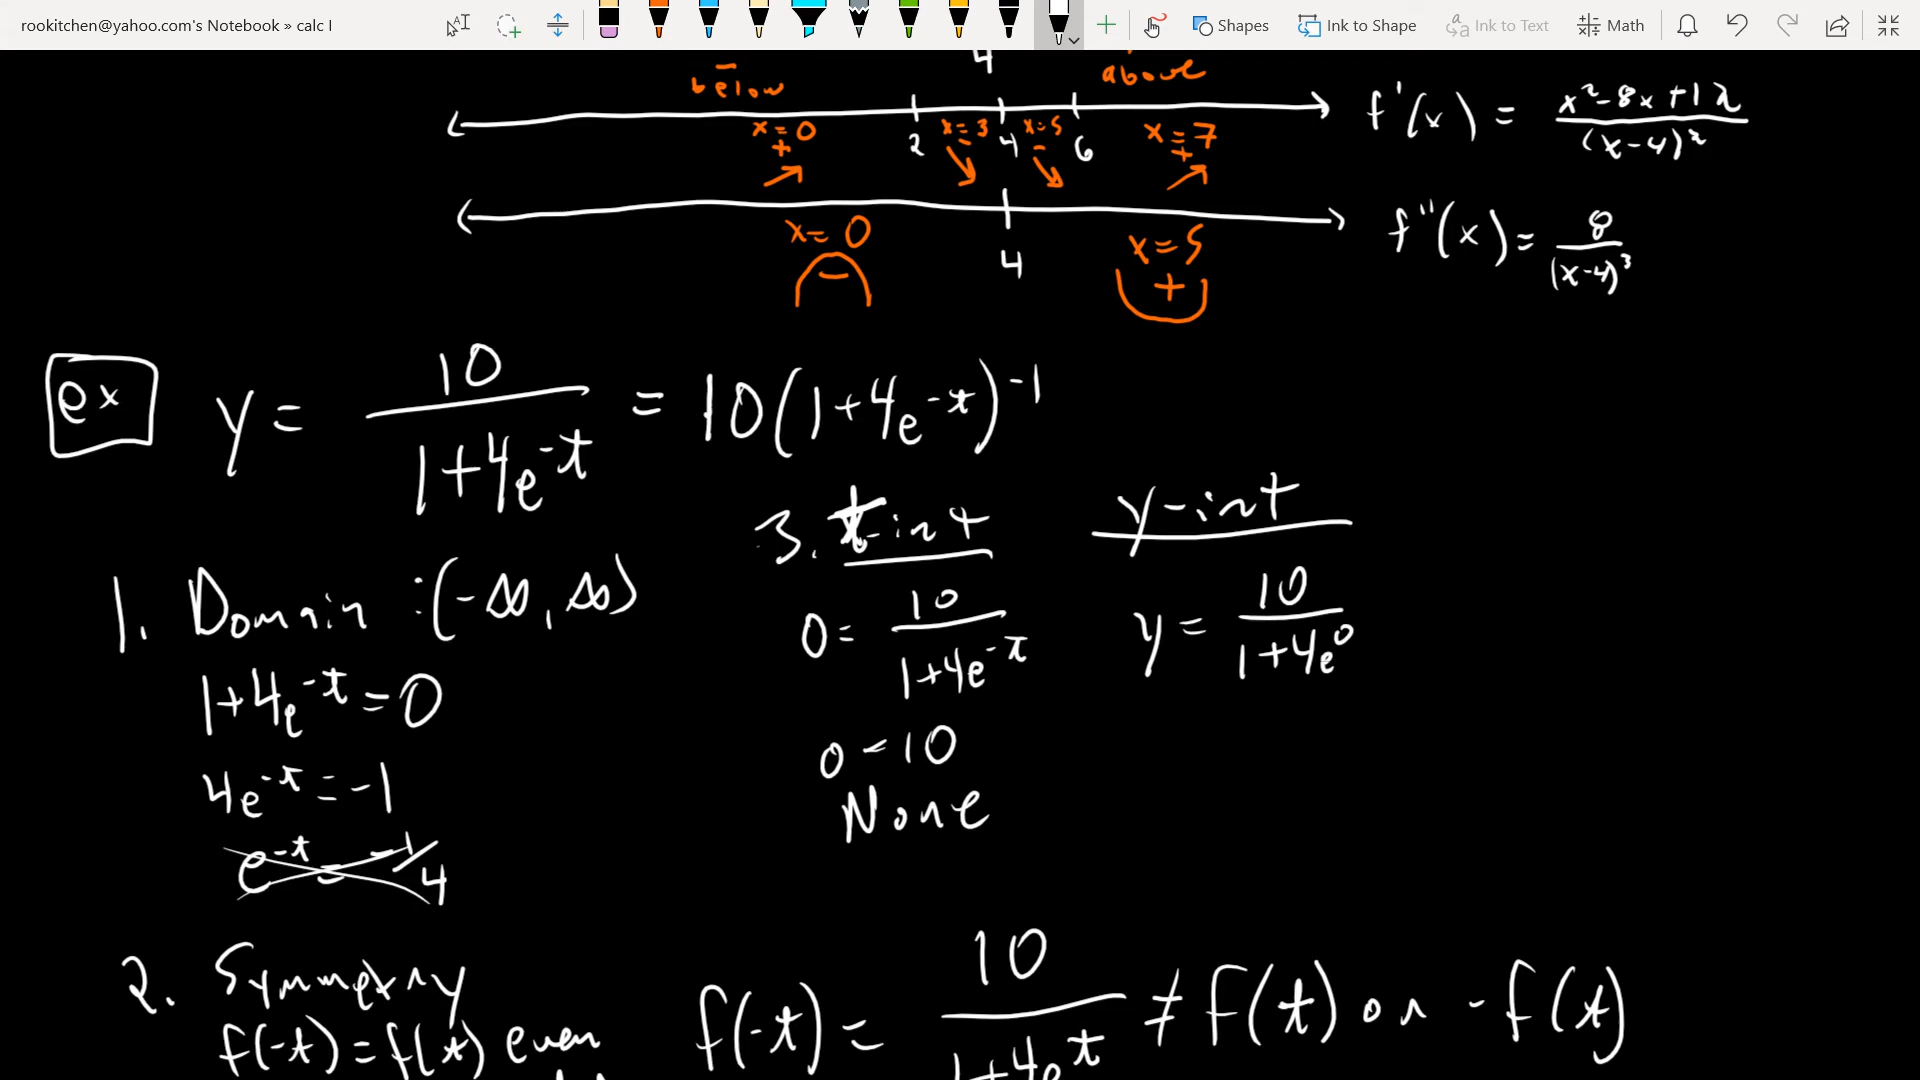 rookitchen@yahoo.com's Notebook » calc I
Shapes
Ink to Shape
Ink to Text
Math
below
4
above
x=0
+
2
x=3
-
4
x=5
-
6
x=7
+
f'(x) = x²-8x+12 / (x-4)²
x=0
-
4
x=5
+
f''(x) = 8 / (x-4)³
ex
y = 10 / 1+4e^-t = 10(1+4e^-t)^-1
1. Domain : (-∞, ∞)
1+4e^-t = 0
4e^-t = -1
e^-t = -1/4
3. t-int
0 = 10 / 1+4e^-t
0 = 10
None
y-int
y = 10 / 1+4e^0
2. Symmetry
f(-t) = f(t) even
f(-t) = 10 / 1+4e^t ≠ f(t) or -f(t)